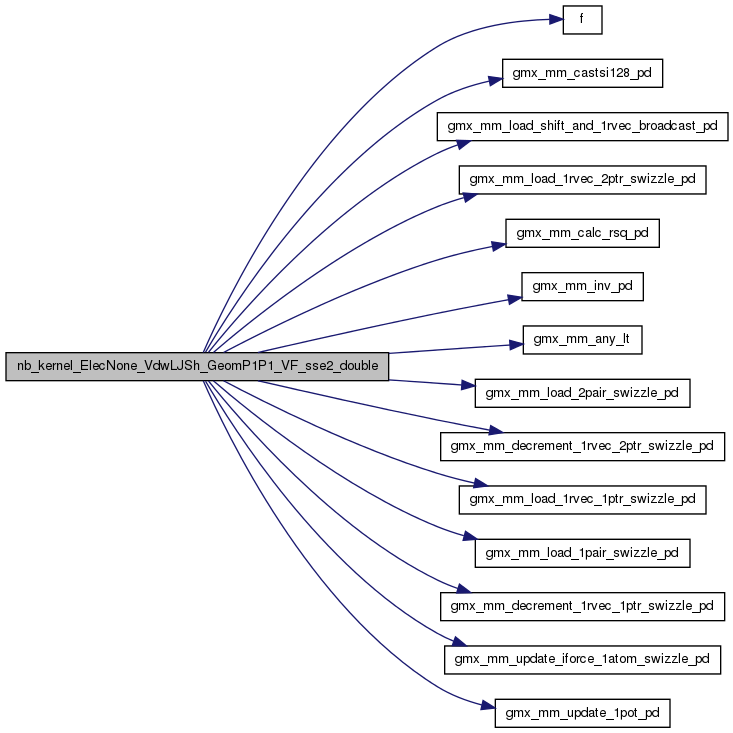 f
gmx_mm_castsi128_pd
gmx_mm_load_shift_and_1rvec_broadcast_pd
gmx_mm_load_1rvec_2ptr_swizzle_pd
gmx_mm_calc_rsq_pd
gmx_mm_inv_pd
gmx_mm_any_lt
nb_kernel_ElecNone_VdwLJSh_GeomP1P1_VF_sse2_double
gmx_mm_load_2pair_swizzle_pd
gmx_mm_decrement_1rvec_2ptr_swizzle_pd
gmx_mm_load_1rvec_1ptr_swizzle_pd
gmx_mm_load_1pair_swizzle_pd
gmx_mm_decrement_1rvec_1ptr_swizzle_pd
gmx_mm_update_iforce_1atom_swizzle_pd
gmx_mm_update_1pot_pd